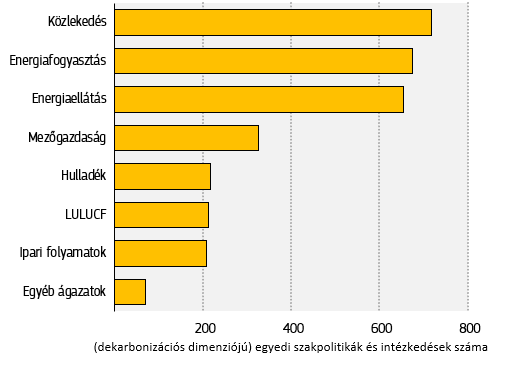 Közlekedés
Energiafogyasztás
Energiaellátás
Mezőgazdaság
Hulladék
LULUCF
Ipari folyamatok
Egyéb ágazatok
200 400 600 800
(dekarbonizációs dimenziójú) egyedi szakpolitikák és intézkedések száma